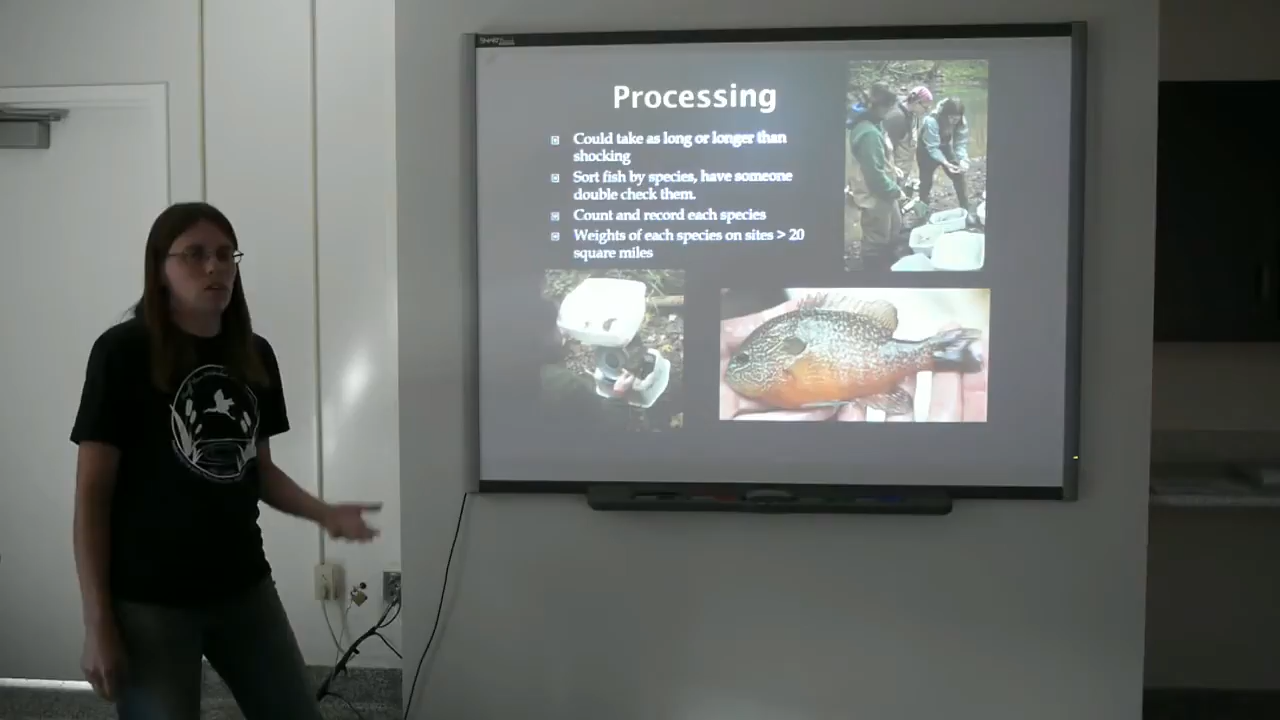 Processing
Could take as long or longer than
shocking
Sort fish by species, have someone
double check them.
Count and record each species
Weights of each species on sites > 20
square miles